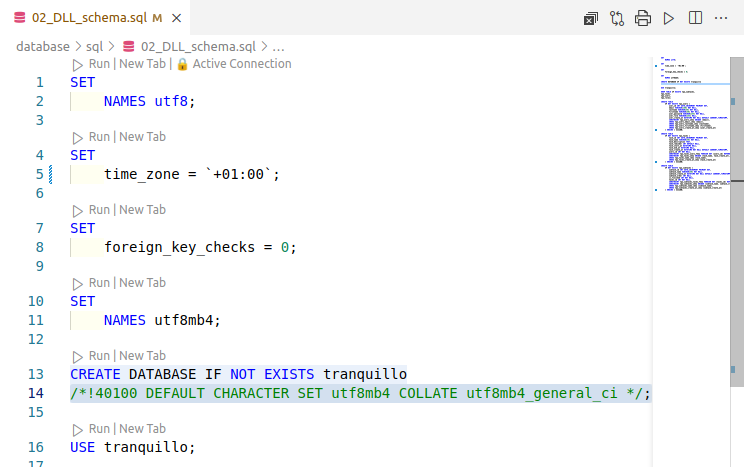 02_DLL_schema.sql M
database > sql > 02_DLL_schema.sql > ...
Run | New Tab | Active Connection
1 SET
2 NAMES utf8;
3
Run | New Tab
4 SET
5 time_zone = `+01:00`;
6
Run | New Tab
7 SET
8 foreign_key_checks = 0;
9
Run | New Tab
10 SET
11 NAMES utf8mb4;
12
Run | New Tab
13 CREATE DATABASE IF NOT EXISTS tranquillo
14 /*!40100 DEFAULT CHARACTER SET utf8mb4 COLLATE utf8mb4_general_ci */;
15
Run | New Tab
16 USE tranquillo;
17